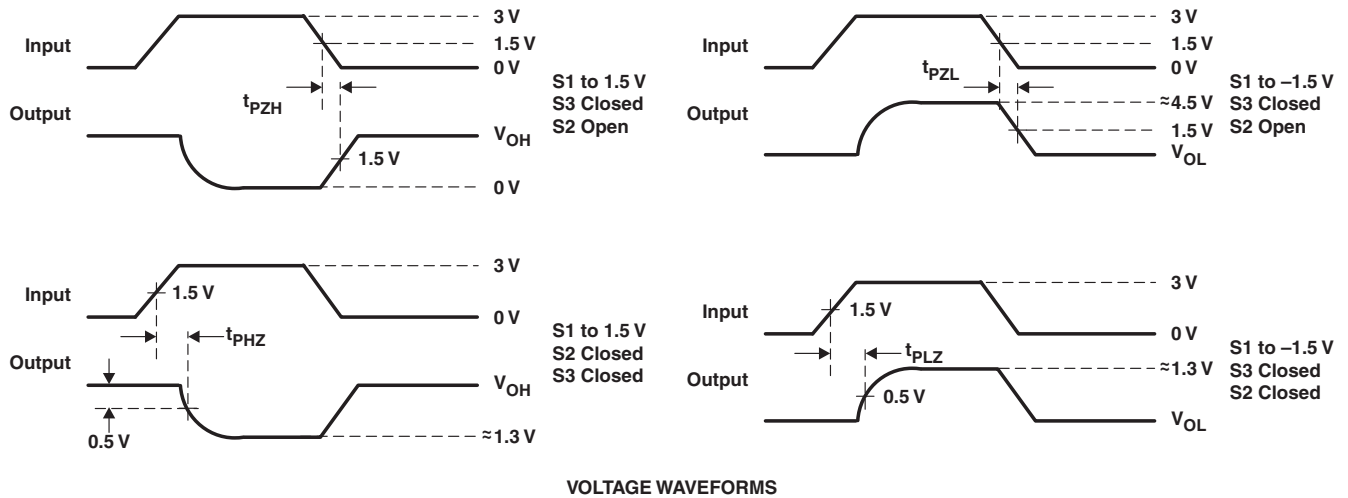 Input
3 V
1.5 V
0 V
tPZH
S1 to 1.5 V
S3 Closed
S2 Open
Output
VOH
1.5 V
0 V
Input
3 V
1.5 V
0 V
tPZL
S1 to –1.5 V
S3 Closed
S2 Open
Output
≈4.5 V
1.5 V
VOL
Input
3 V
1.5 V
0 V
tPHZ
S1 to 1.5 V
S2 Closed
S3 Closed
Output
VOH
0.5 V
≈1.3 V
Input
3 V
1.5 V
0 V
tPLZ
S1 to –1.5 V
S3 Closed
S2 Closed
Output
≈1.3 V
0.5 V
VOL
VOLTAGE WAVEFORMS